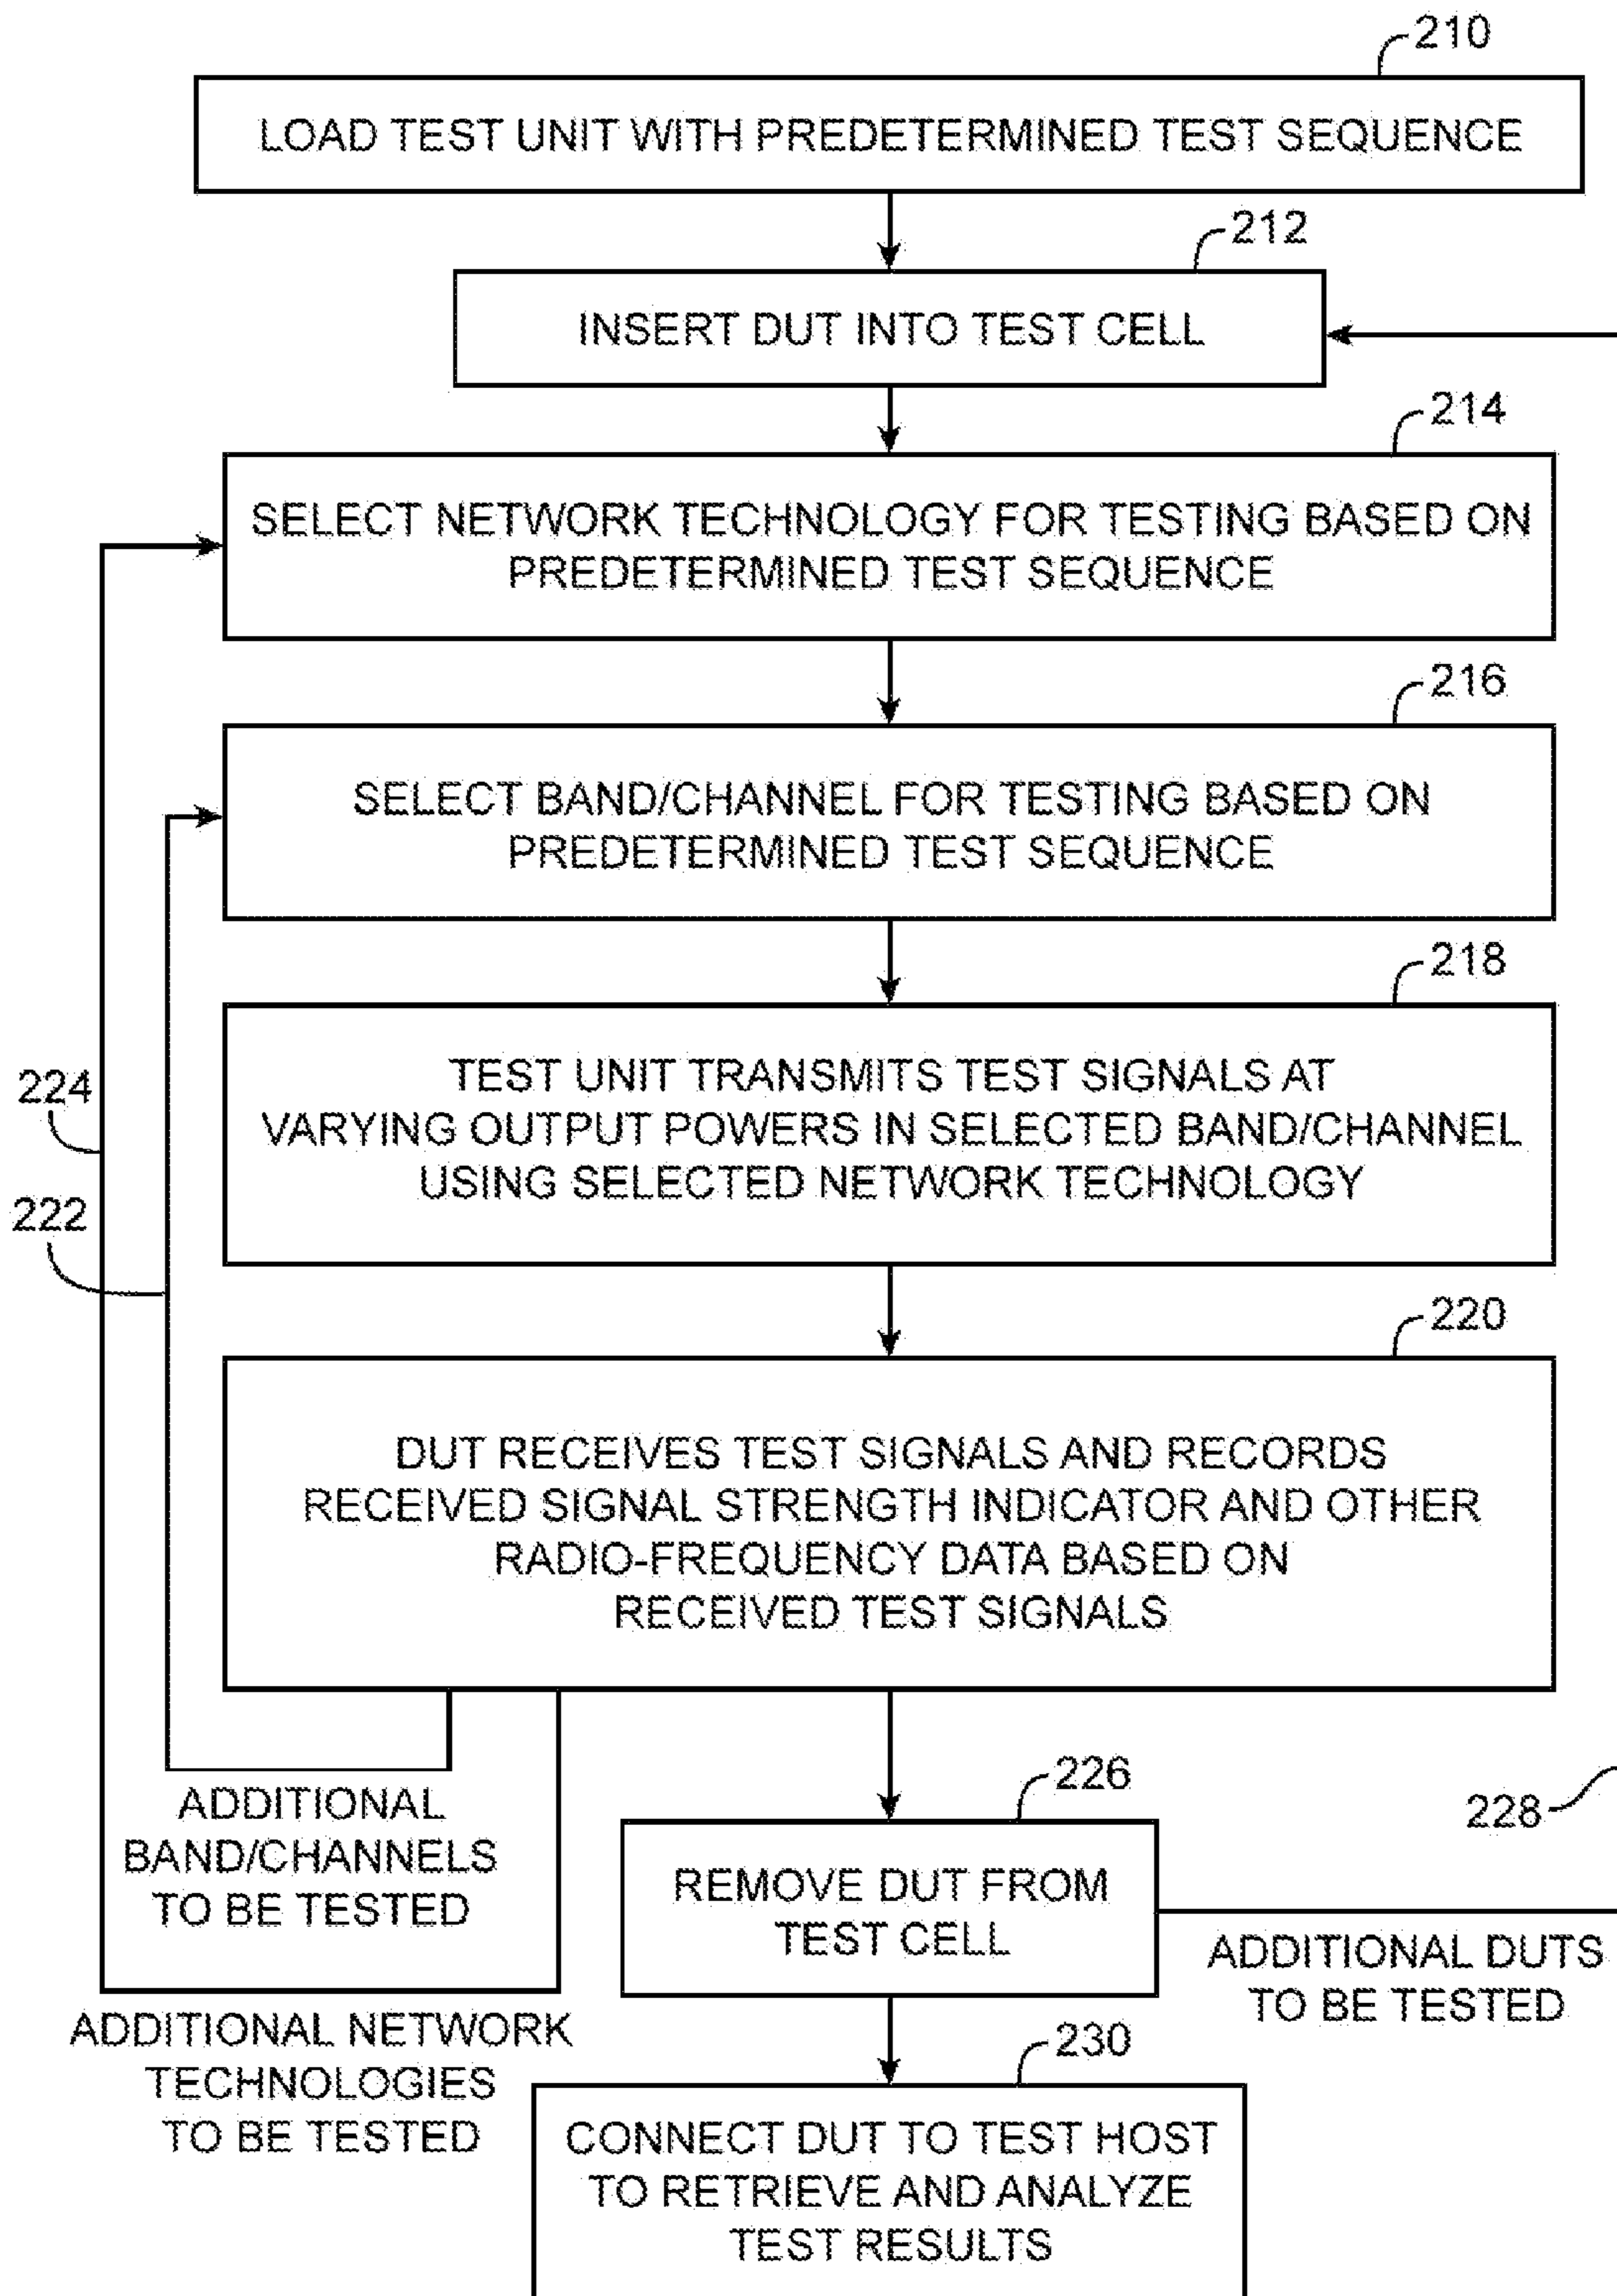 210
LOAD TEST UNIT WITH PREDETERMINED TEST SEQUENCE
212
INSERT DUT INTO TEST CELL
214
SELECT NETWORK TECHNOLOGY FOR TESTING BASED ON
PREDETERMINED TEST SEQUENCE
216
SELECT BAND/CHANNEL FOR TESTING BASED ON
PREDETERMINED TEST SEQUENCE
218
TEST UNIT TRANSMITS TEST SIGNALS AT
VARYING OUTPUT POWERS IN SELECTED BAND/CHANNEL
USING SELECTED NETWORK TECHNOLOGY
224
222
220
DUT RECEIVES TEST SIGNALS AND RECORDS
RECEIVED SIGNAL STRENGTH INDICATOR AND OTHER
RADIO-FREQUENCY DATA BASED ON
RECEIVED TEST SIGNALS
ADDITIONAL
BAND/CHANNELS
TO BE TESTED
226
REMOVE DUT FROM
TEST CELL
228
ADDITIONAL DUTS
TO BE TESTED
ADDITIONAL NETWORK
TECHNOLOGIES
TO BE TESTED
230
CONNECT DUT TO TEST HOST
TO RETRIEVE AND ANALYZE
TEST RESULTS